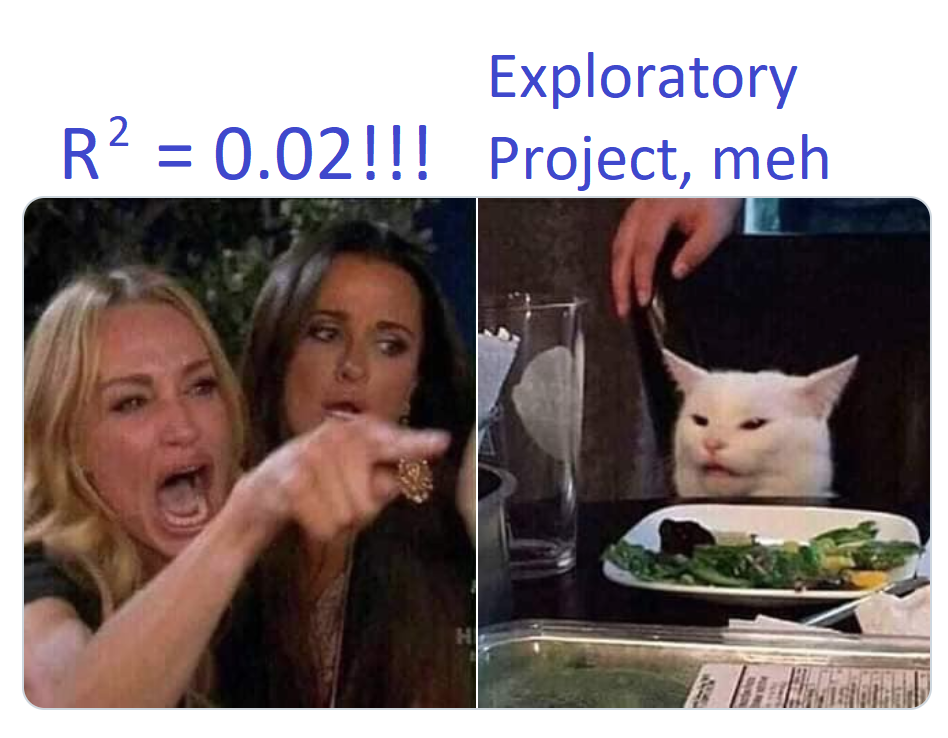 R² = 0.02!!!
Exploratory
Project, meh